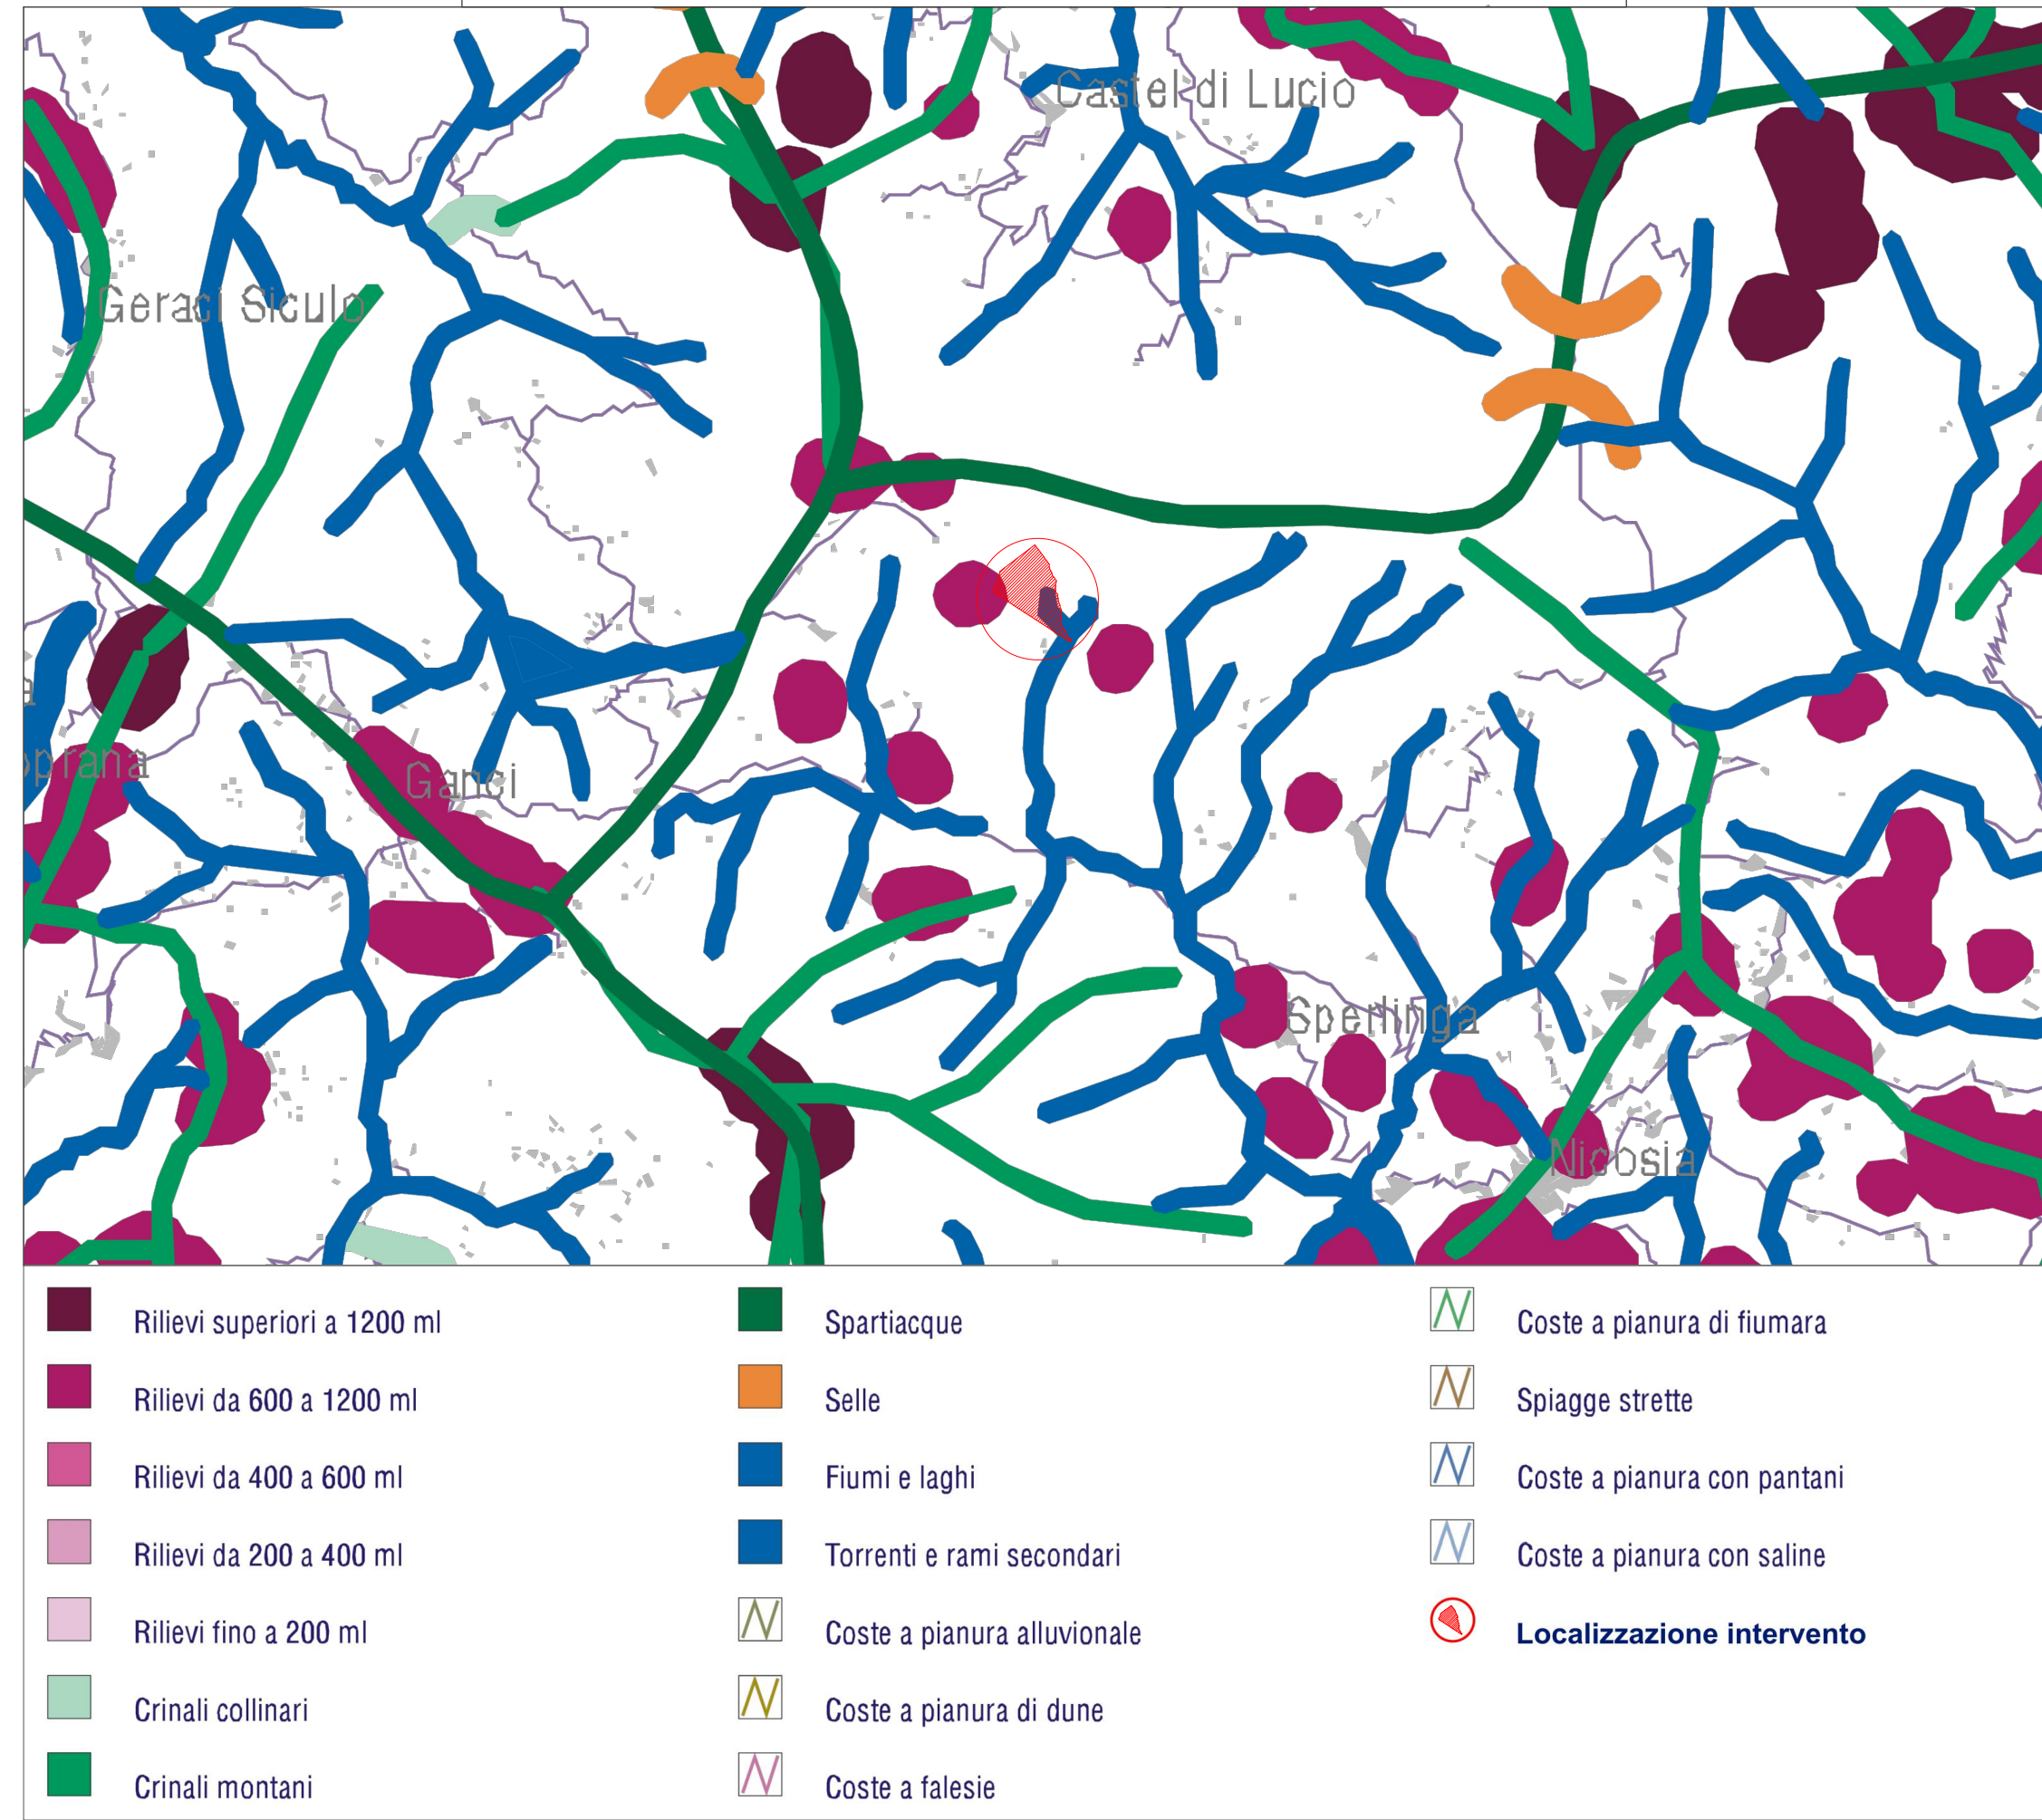 Castel di Lucio
Geraci Siculo
oprana
Ganci
Sperlinga
Nicosia
Rilievi superiori a 1200 ml
Rilievi da 600 a 1200 ml
Rilievi da 400 a 600 ml
Rilievi da 200 a 400 ml
Rilievi fino a 200 ml
Crinali collinari
Crinali montani
Spartiacque
Selle
Fiumi e laghi
Torrenti e rami secondari
Coste a pianura alluvionale
Coste a pianura di dune
Coste a falesie
Coste a pianura di fiumara
Spiagge strette
Coste a pianura con pantani
Coste a pianura con saline
Localizzazione intervento